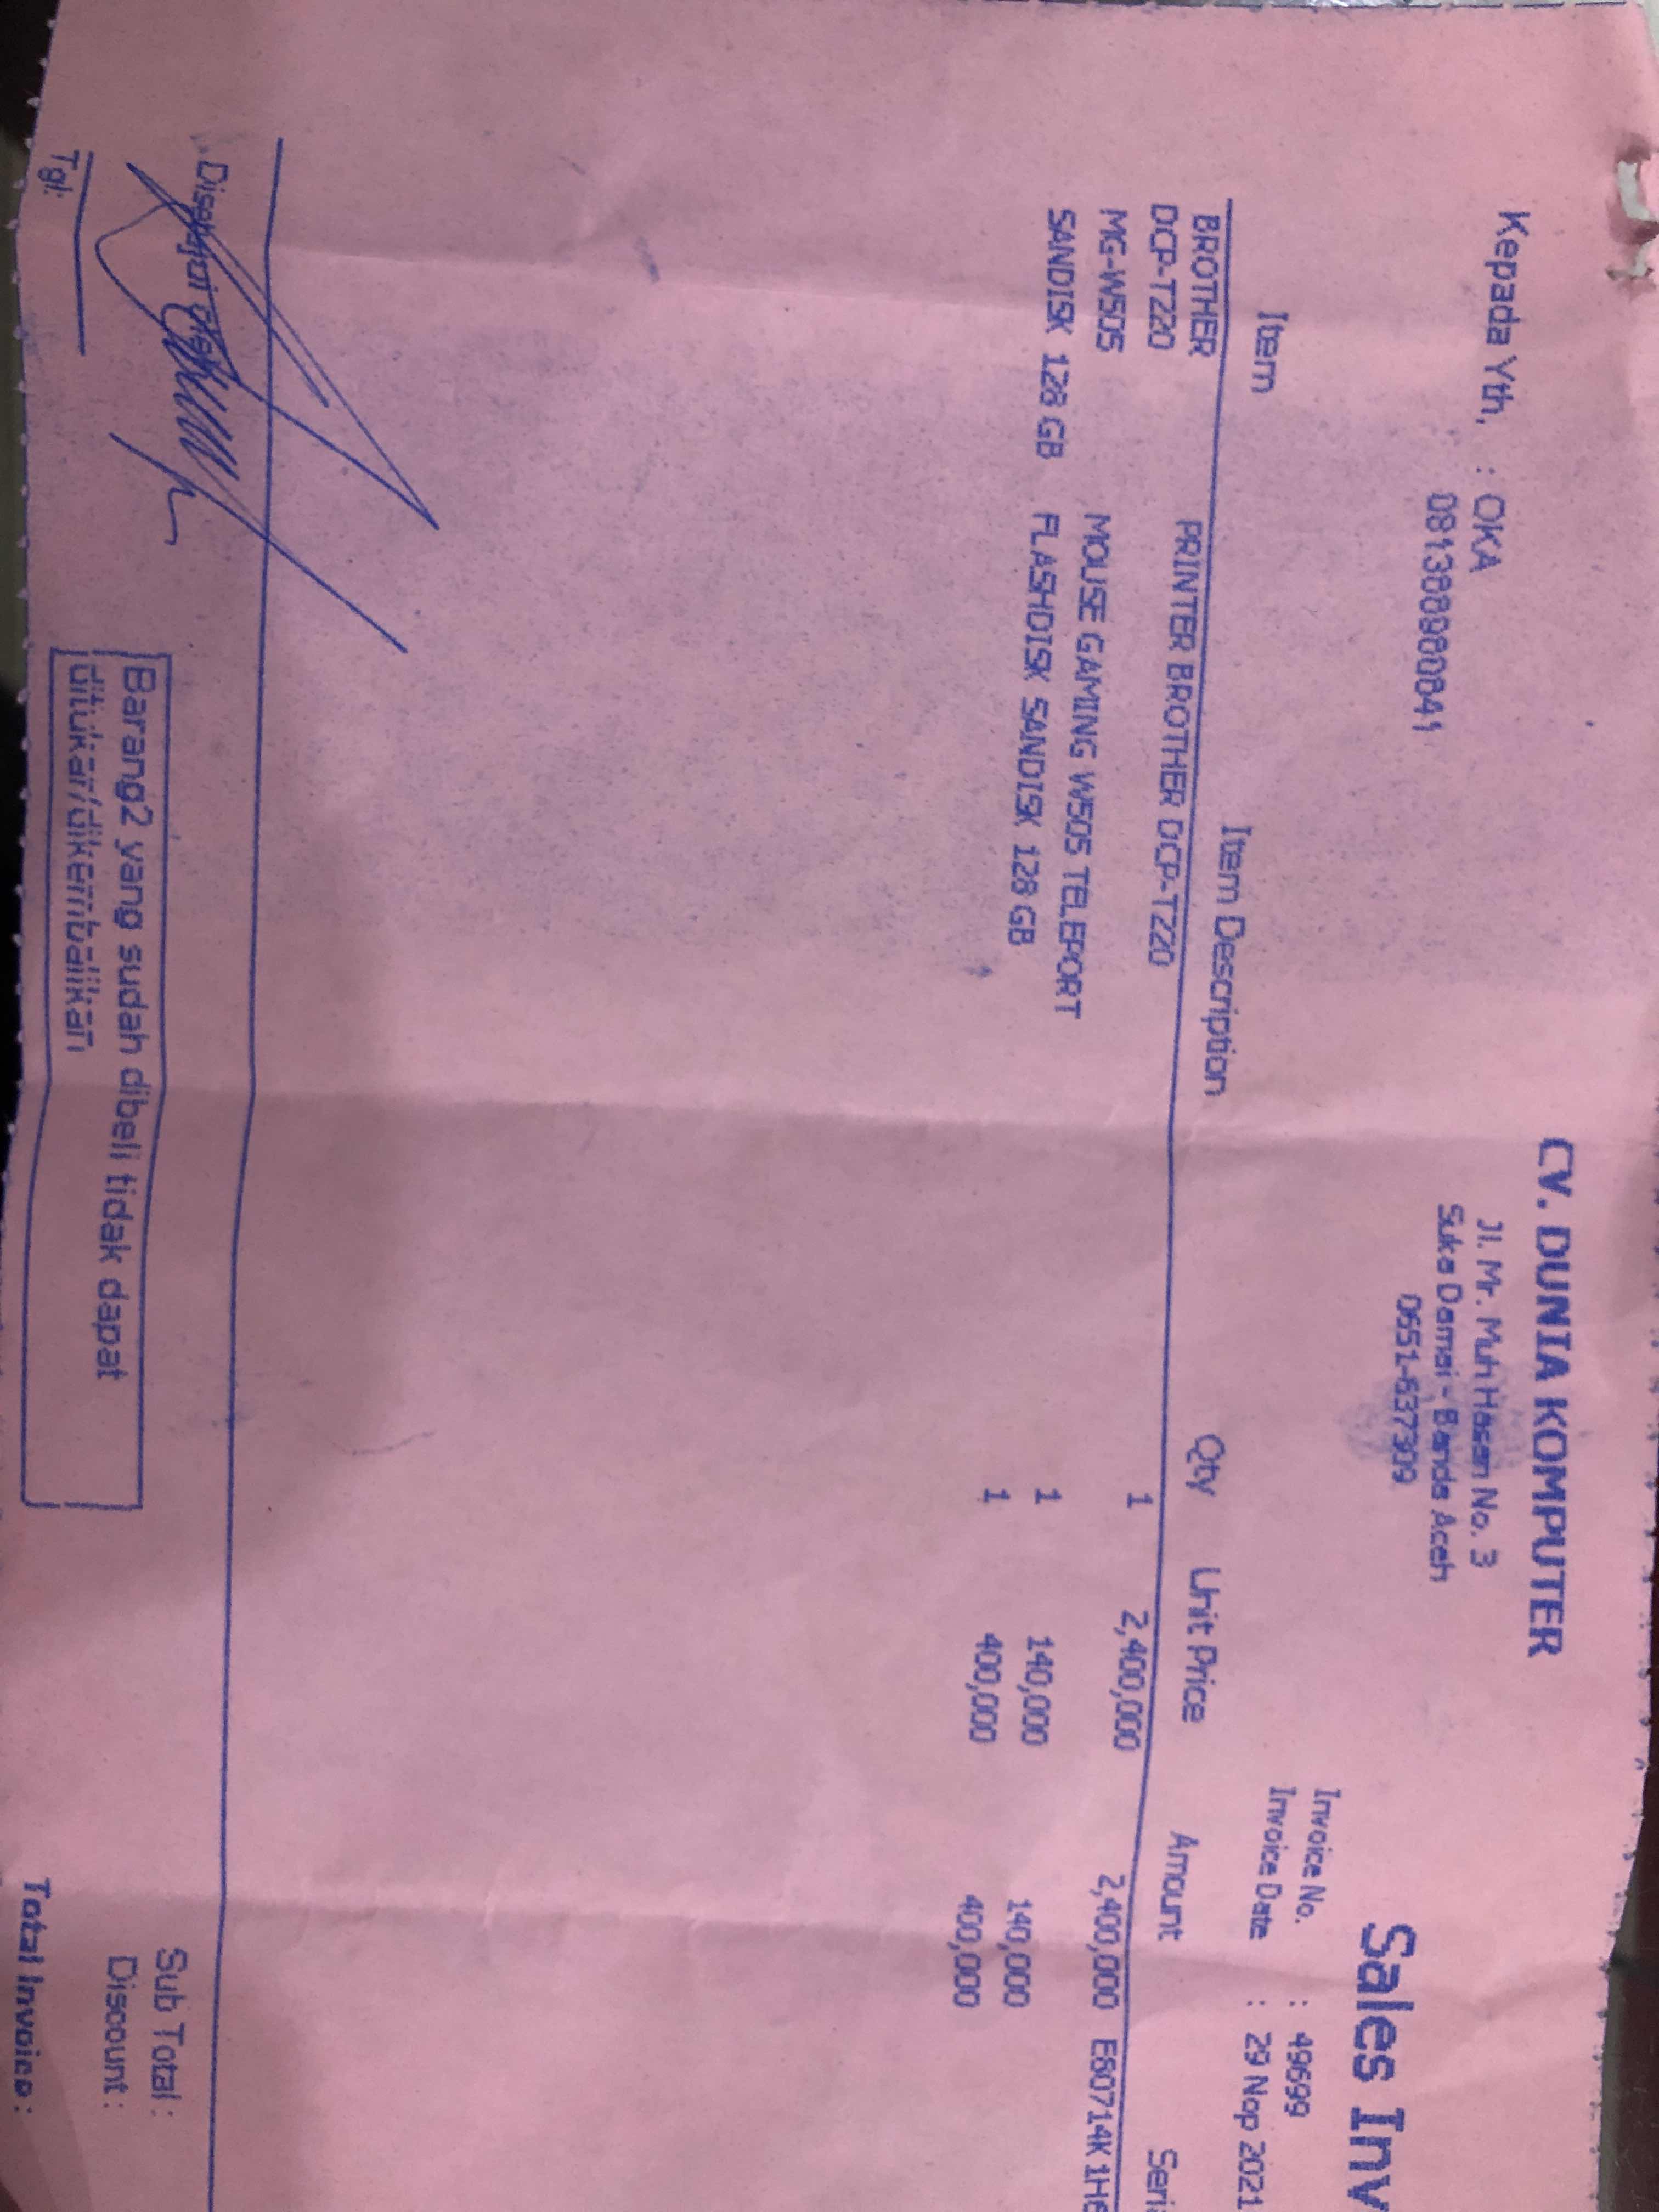 CV. DUNIA KOMPUTER
Jl. Mr. Muh Hasan No. 3
Suka Damai - Banda Aceh
0651-637309
Sales Inv
Kepada Yth, : OKA
Invoice No. : 49699
Invoice Date : 29 Nop 2021
Item Item Description Qty Unit Price Amount Seri
BROTHER DCP-T220 PRINTER BROTHER DCP-T220 1 2,400,000 2,400,000 E80714K1H6
MG-W505 MOUSE GAMING W505 TELEPORT 1 140,000 140,000
SANDISK 128 GB FLASHDISK SANDISK 128 GB 1 400,000 400,000
Disetujui oleh
Tgl:
Barang2 yang sudah dibeli tidak dapat
ditukar/dikembalikan
Sub Total :
Discount :
Total Invoice :